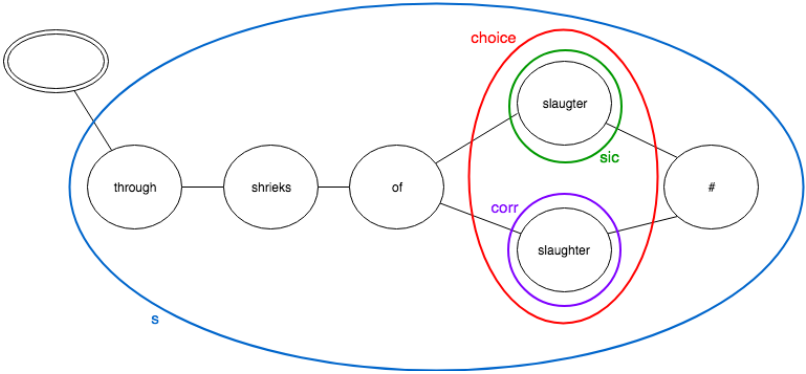 choice
slaugter
sic
through shrieks of #
corr
slaughter
s